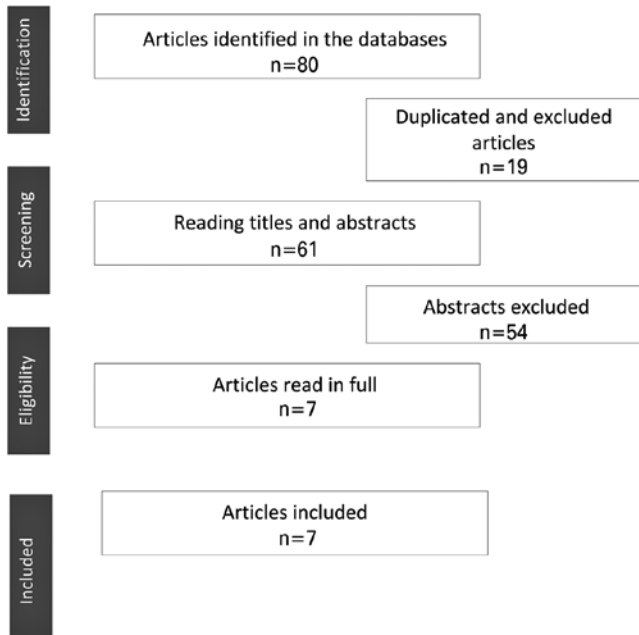 Identification
Articles identified in the databases
n=80
Duplicated and excluded
articles
n=19
Screening
Reading titles and abstracts
n=61
Abstracts excluded
n=54
Eligibility
Articles read in full
n=7
Included
Articles included
n=7